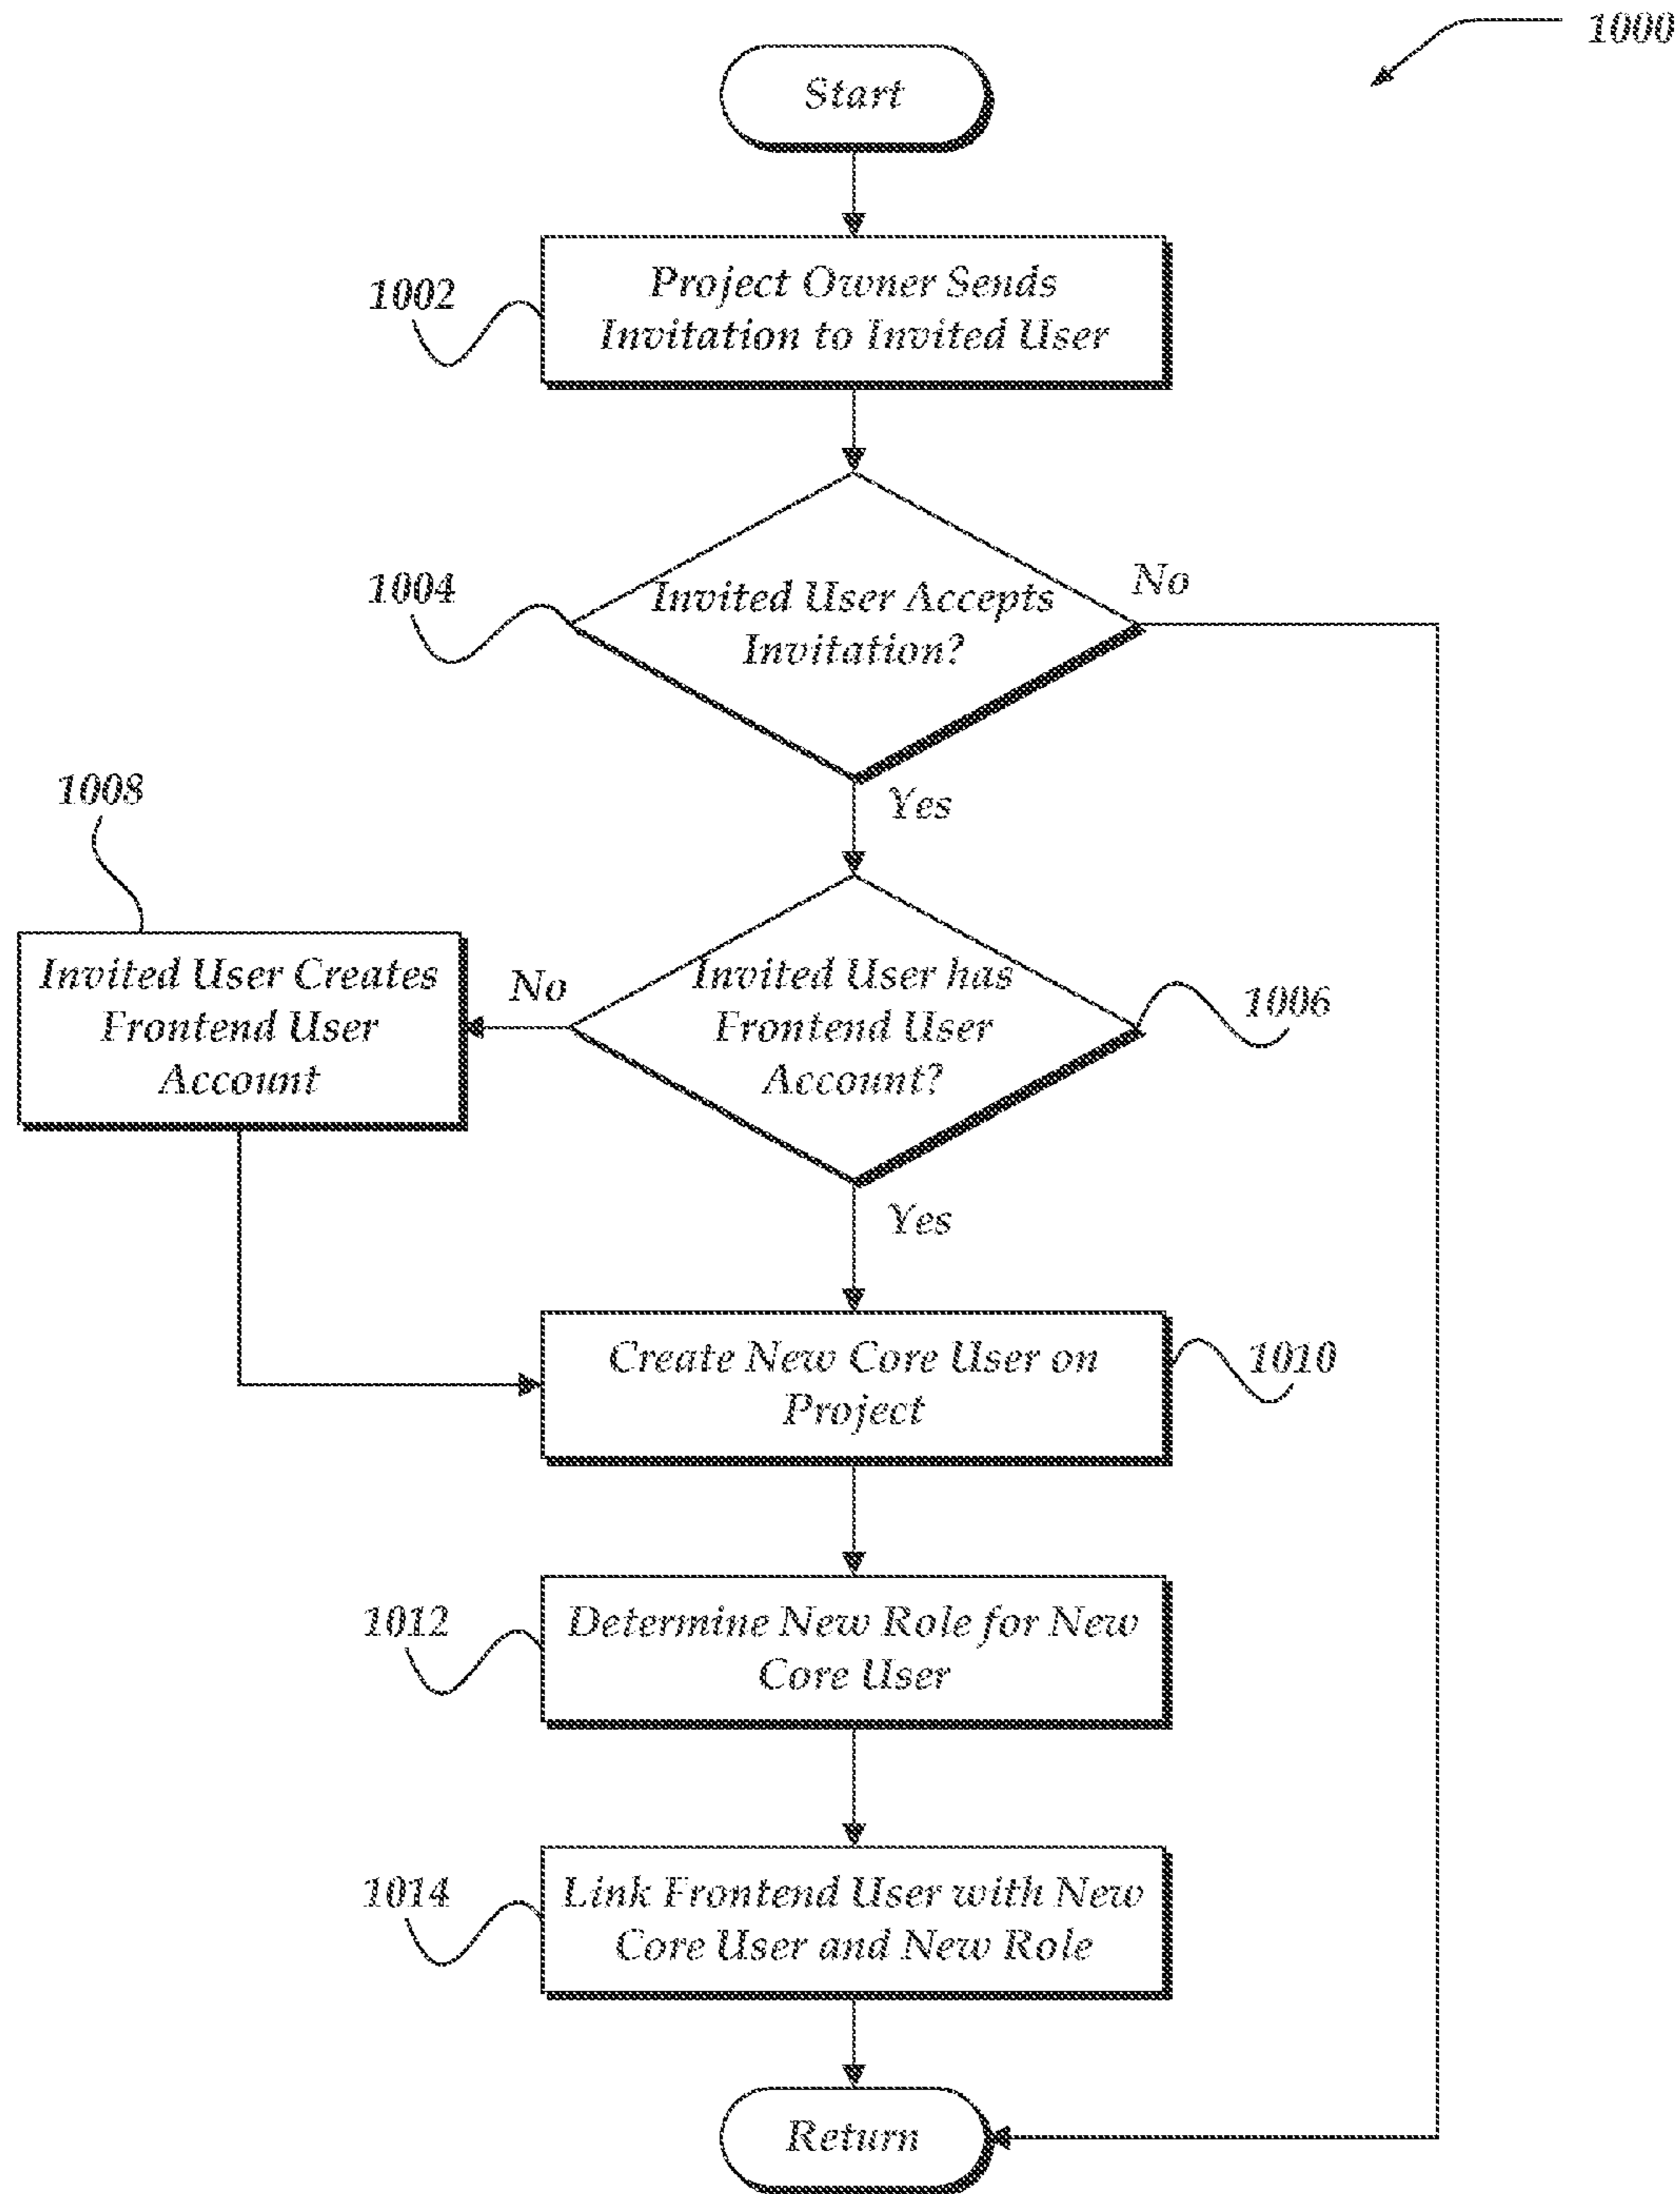 1000
Start
1002
Project Owner Sends
Invitation to Invited User
1004
Invited User Accepts
Invitation?
No
Yes
1008
Invited User Creates
Frontend User
Account
No
Invited User has
Frontend User
Account?
1006
Yes
Create New Core User on
Project
1010
1012
Determine New Role for New
Core User
1014
Link Frontend User with New
Core User and New Role
Return